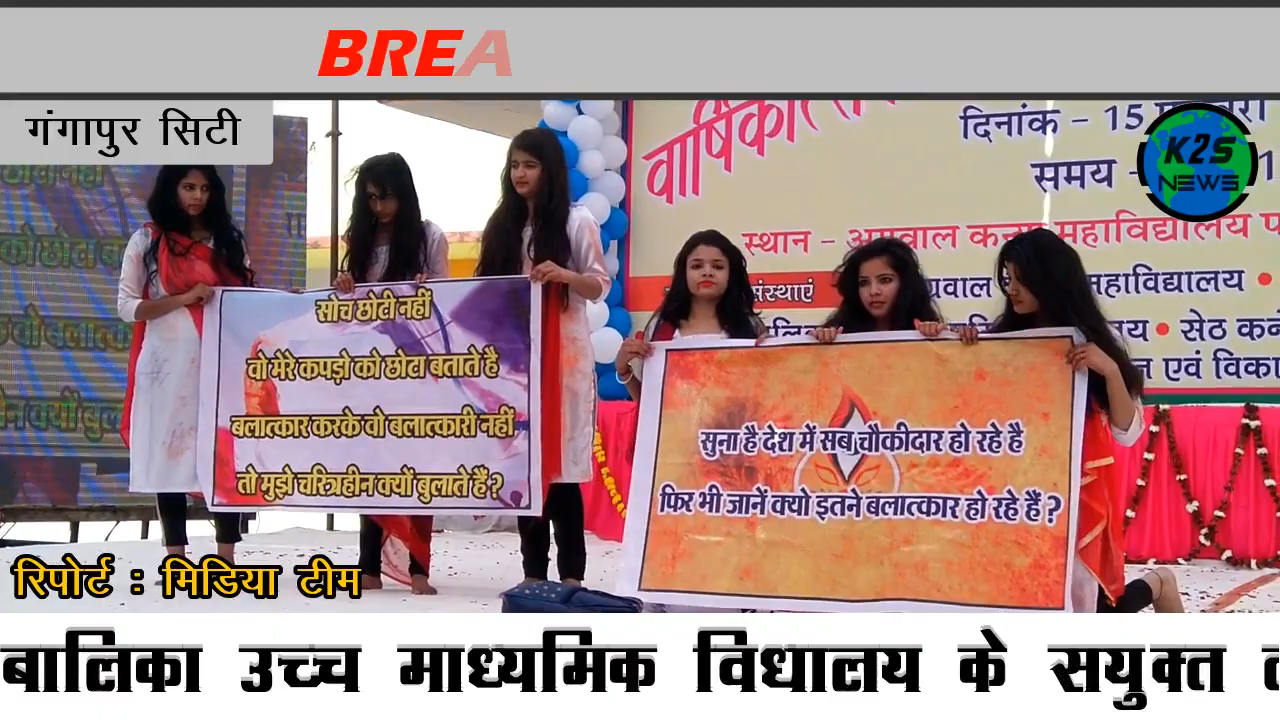 BREA
गंगापुर सिटी
K2S
NEWS
दिनांक - 15
समय -
स्थान - अग्रवाल कन्या महाविद्यालय
संस्थाएं
महाविद्यालय •
• सेठ
एवं
सोच छोटी नहीं
वो मेरे कपड़ो को छोटा बताते है
बलात्कार करके वो बलात्कारी नहीं
तो मुझे चरित्रहीन क्यों बुलाते हैं ?
सुना है देश में सब चौकीदार हो रहे है
फिर भी जानें क्यो इतने बलात्कार हो रहे हैं ?
रिपोर्ट : मिडिया टीम
बालिका उच्च माध्यमिक विधालय के सयुक्त